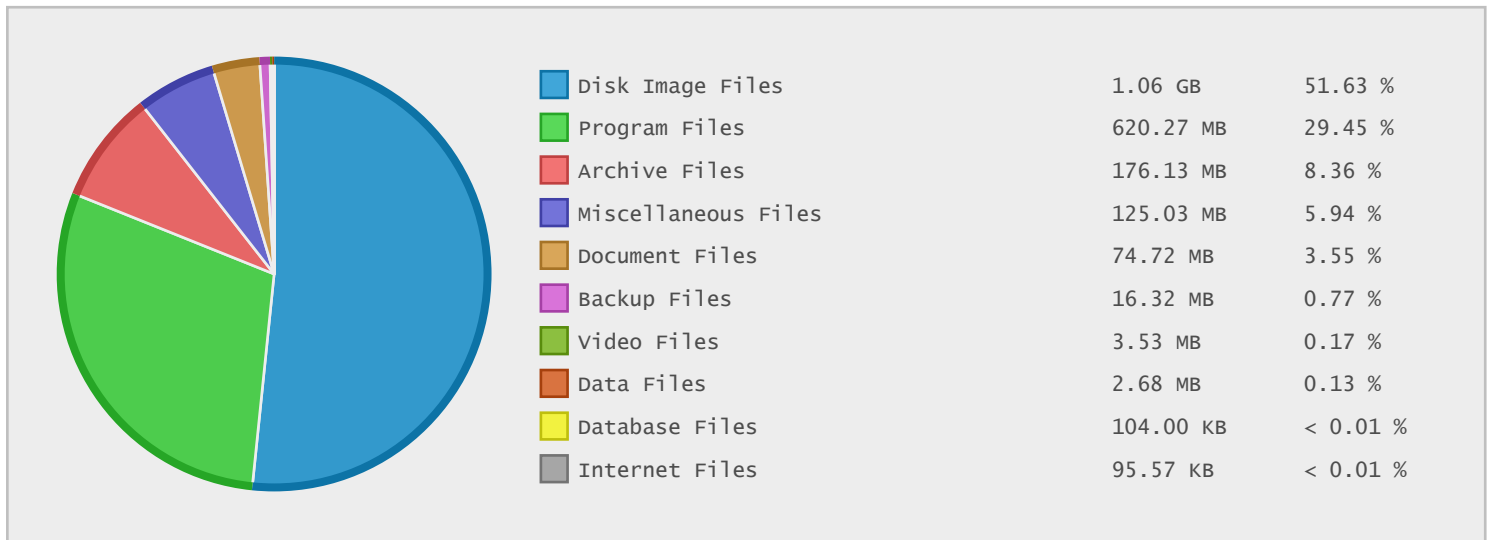 Disk Image Files 1.06 GB 51.63 %
Program Files 620.27 MB 29.45 %
Archive Files 176.13 MB 8.36 %
Miscellaneous Files 125.03 MB 5.94 %
Document Files 74.72 MB 3.55 %
Backup Files 16.32 MB 0.77 %
Video Files 3.53 MB 0.17 %
Data Files 2.68 MB 0.13 %
Database Files 104.00 KB < 0.01 %
Internet Files 95.57 KB < 0.01 %